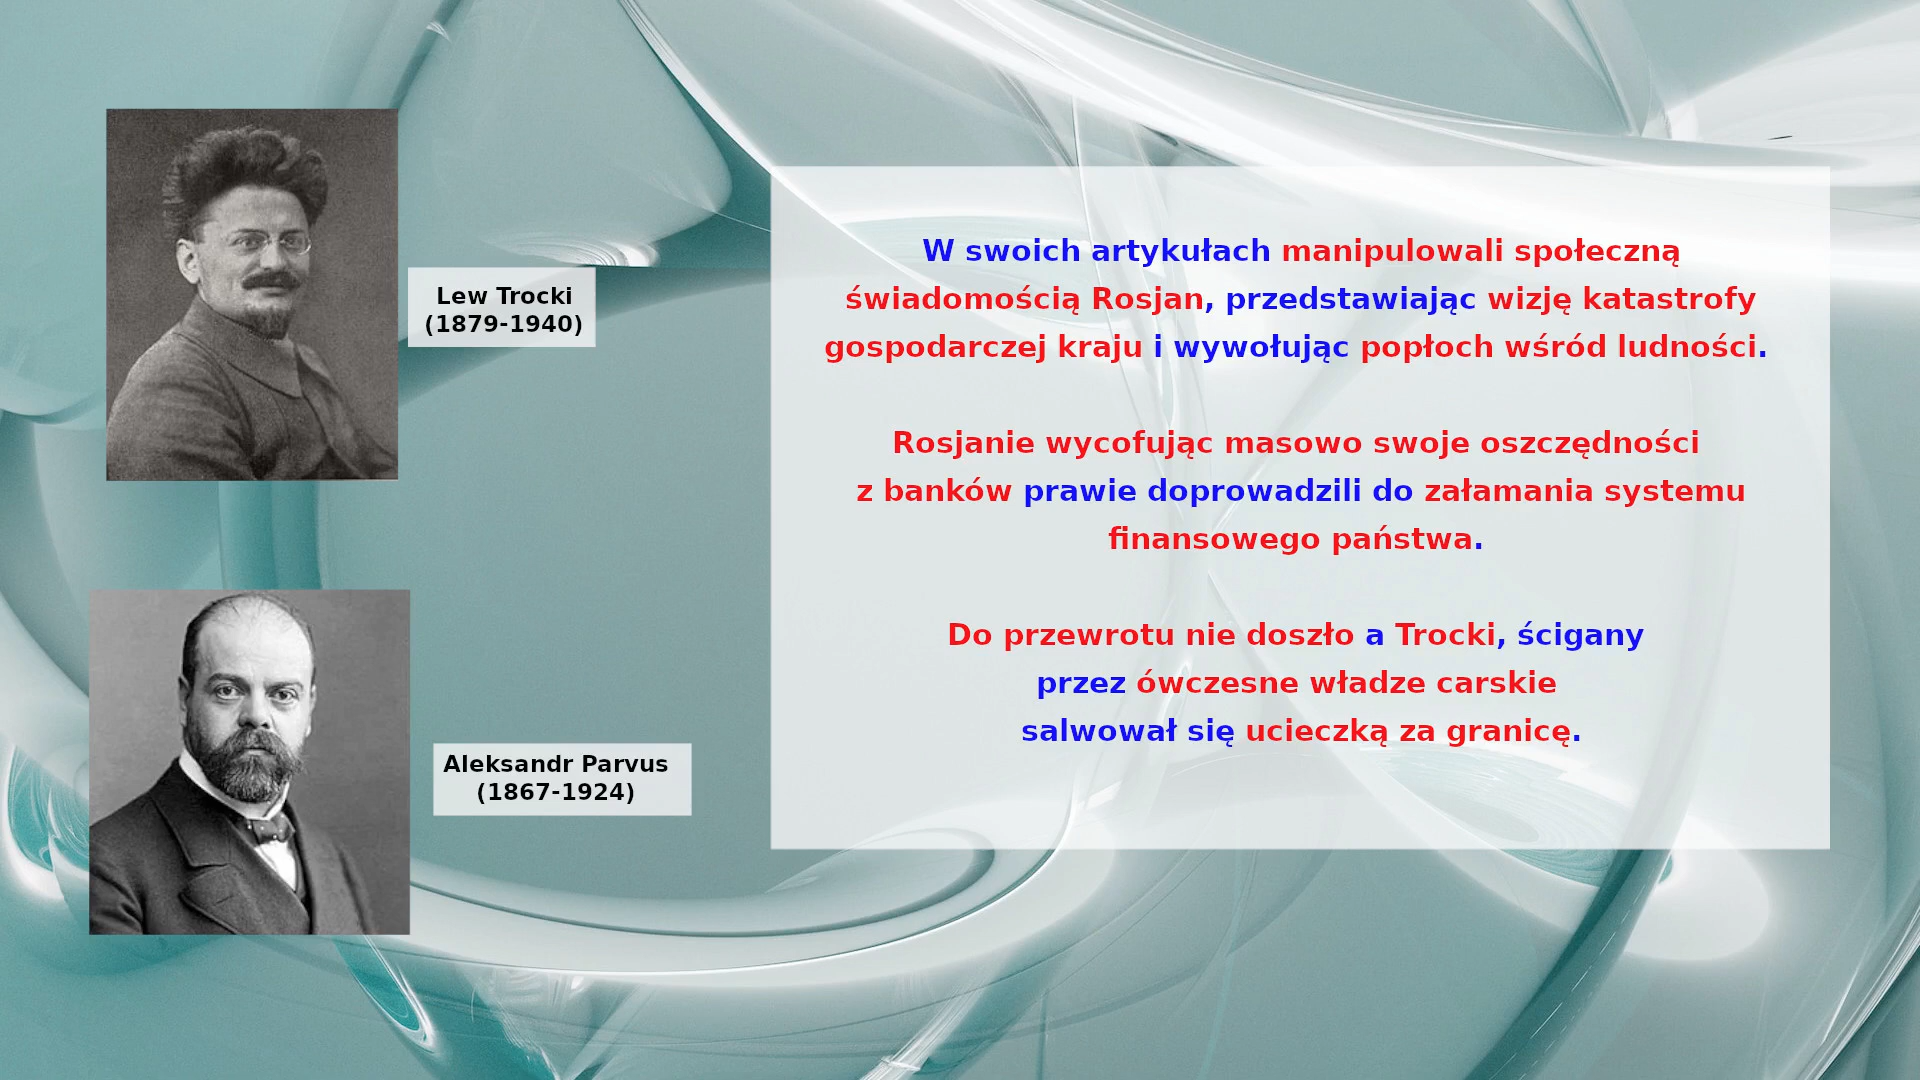 Lew Trocki
(1879-1940)
Aleksandr Parvus
(1867-1924)
W swoich artykułach manipulowali społeczną
świadomością Rosjan, przedstawiając wizję katastrofy
gospodarczej kraju i wywołując popłoch wśród ludności.
Rosjanie wycofując masowo swoje oszczędności
z banków prawie doprowadzili do załamania systemu
finansowego państwa.
Do przewrotu nie doszło a Trocki, ścigany
przez ówczesne władze carskie
salwował się ucieczką za granicę.